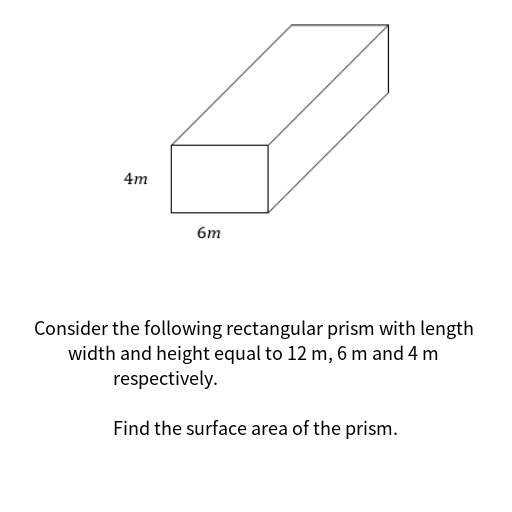 4m
6m
Consider the following rectangular prism with length
width and height equal to 12 m, 6 m and 4 m
respectively.
Find the surface area of the prism.